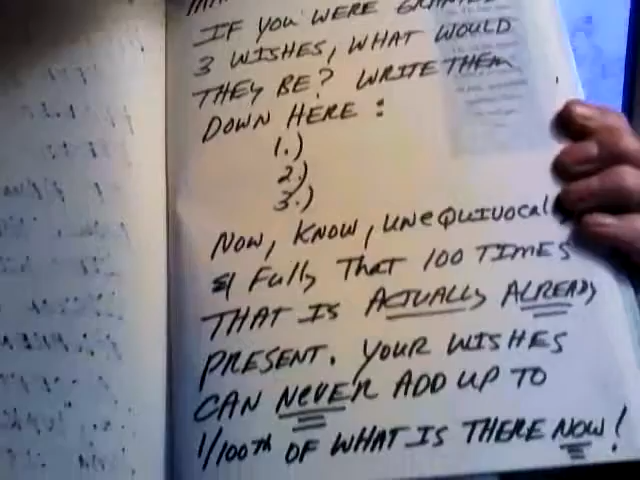 IF YOU WERE GRANTED
3 WISHES, WHAT WOULD
THEY BE? WRITE THEM
DOWN HERE:
1.)
2.)
3.)
NOW, KNOW, UNEQUIVOCALLY
& Fully THAT 100 TIMES
THAT IS ACTUALLY ALREADY
PRESENT. YOUR WISHES
CAN NEVER ADD UP TO
1/100TH OF WHAT IS THERE NOW!